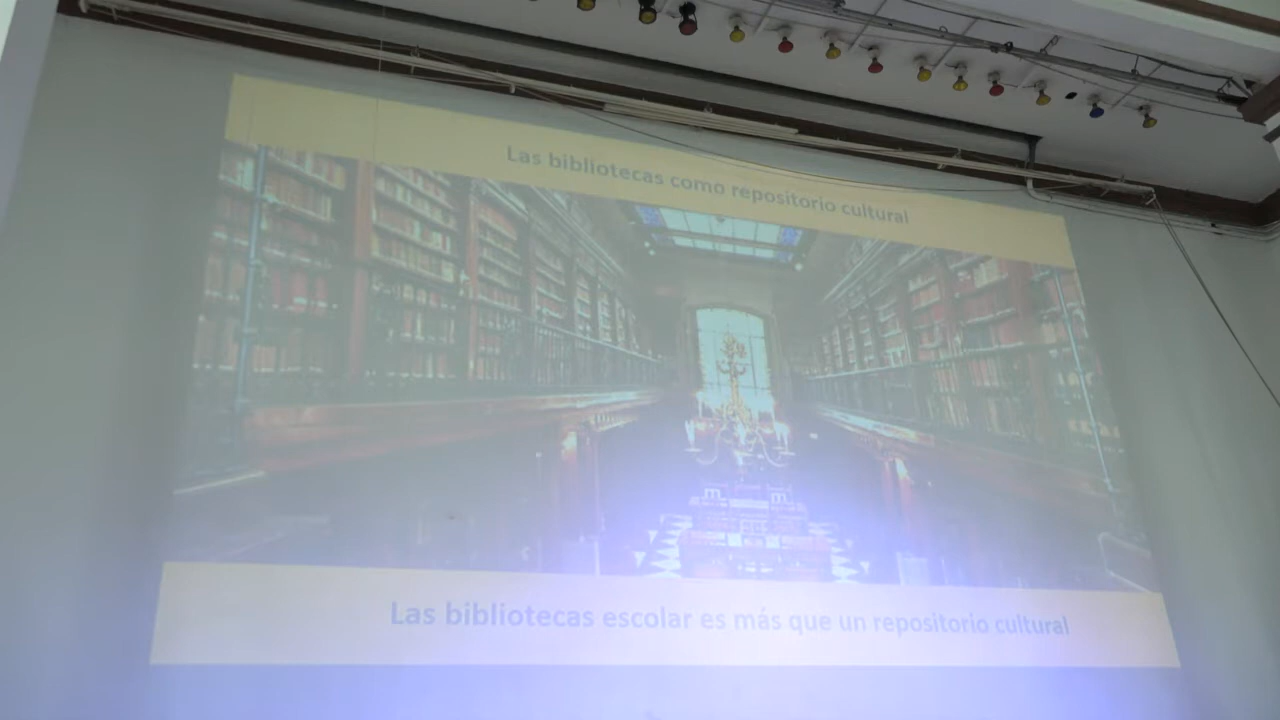 Las bibliotecas como repositorio cultural
Las bibliotecas escolar es más que un repositorio cultural